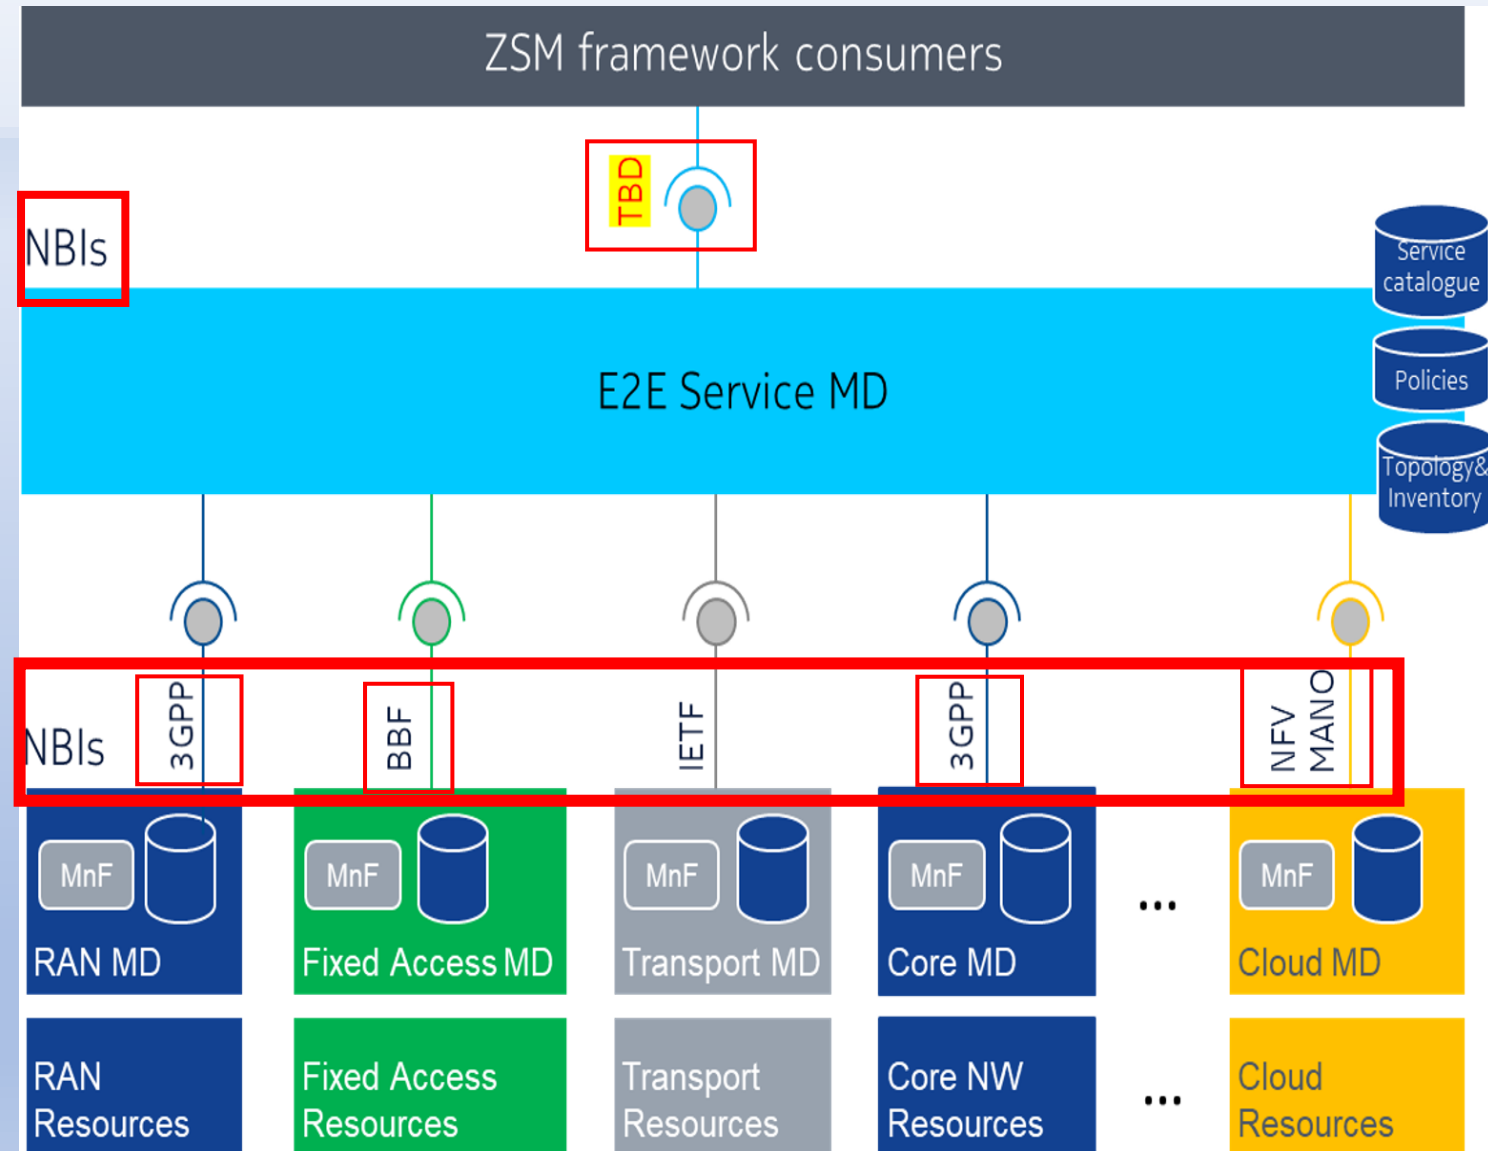 ZSM framework consumers
TBD
NBIs
Service
catalogue
E2E Service MD
Policies
Topology&
Inventory
NBIs
3GPP
BBF
IETF
3GPP
NFV
MANO
MnF
MnF
MnF
MnF
MnF
...
RAN MD
Fixed Access MD
Transport MD
Core MD
Cloud MD
RAN
Resources
Fixed Access
Resources
Transport
Resources
Core NW
Resources
...
Cloud
Resources